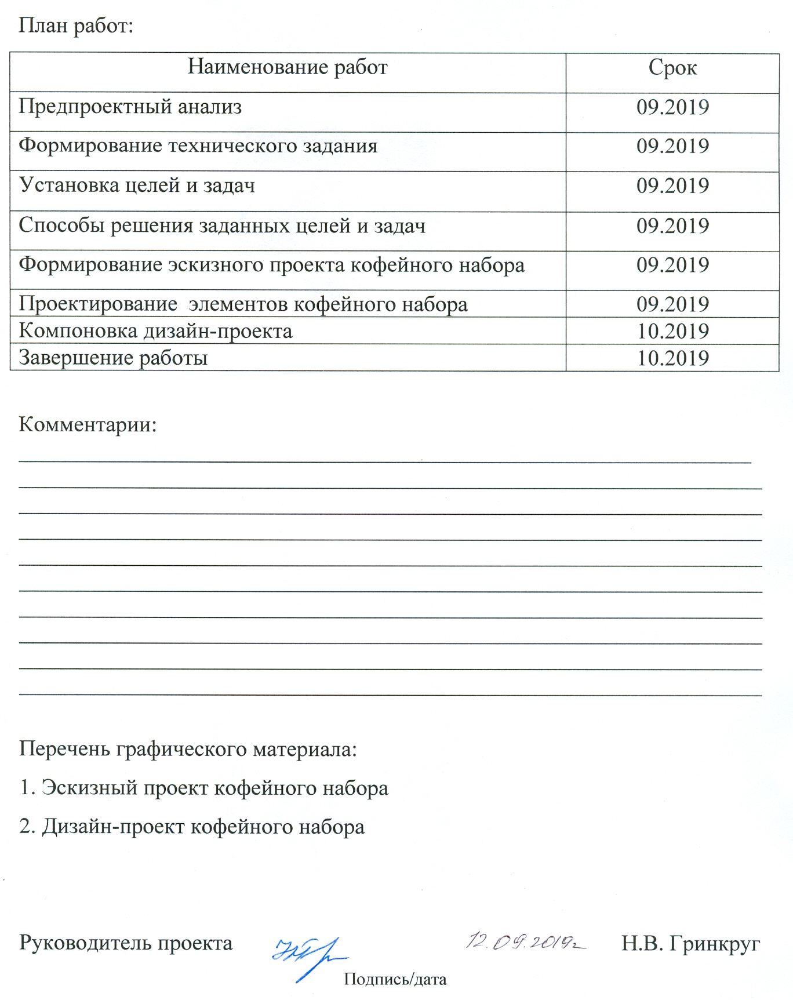 План работ:
Наименование работ Срок
Предпроектный анализ 09.2019
Формирование технического задания 09.2019
Установка целей и задач 09.2019
Способы решения заданных целей и задач 09.2019
Формирование эскизного проекта кофейного набора 09.2019
Проектирование элементов кофейного набора 09.2019
Компоновка дизайн-проекта 10.2019
Завершение работы 10.2019
Комментарии:
Перечень графического материала:
1. Эскизный проект кофейного набора
2. Дизайн-проект кофейного набора
Руководитель проекта 12.09.2019г Н.В. Гринкруг
Подпись/дата